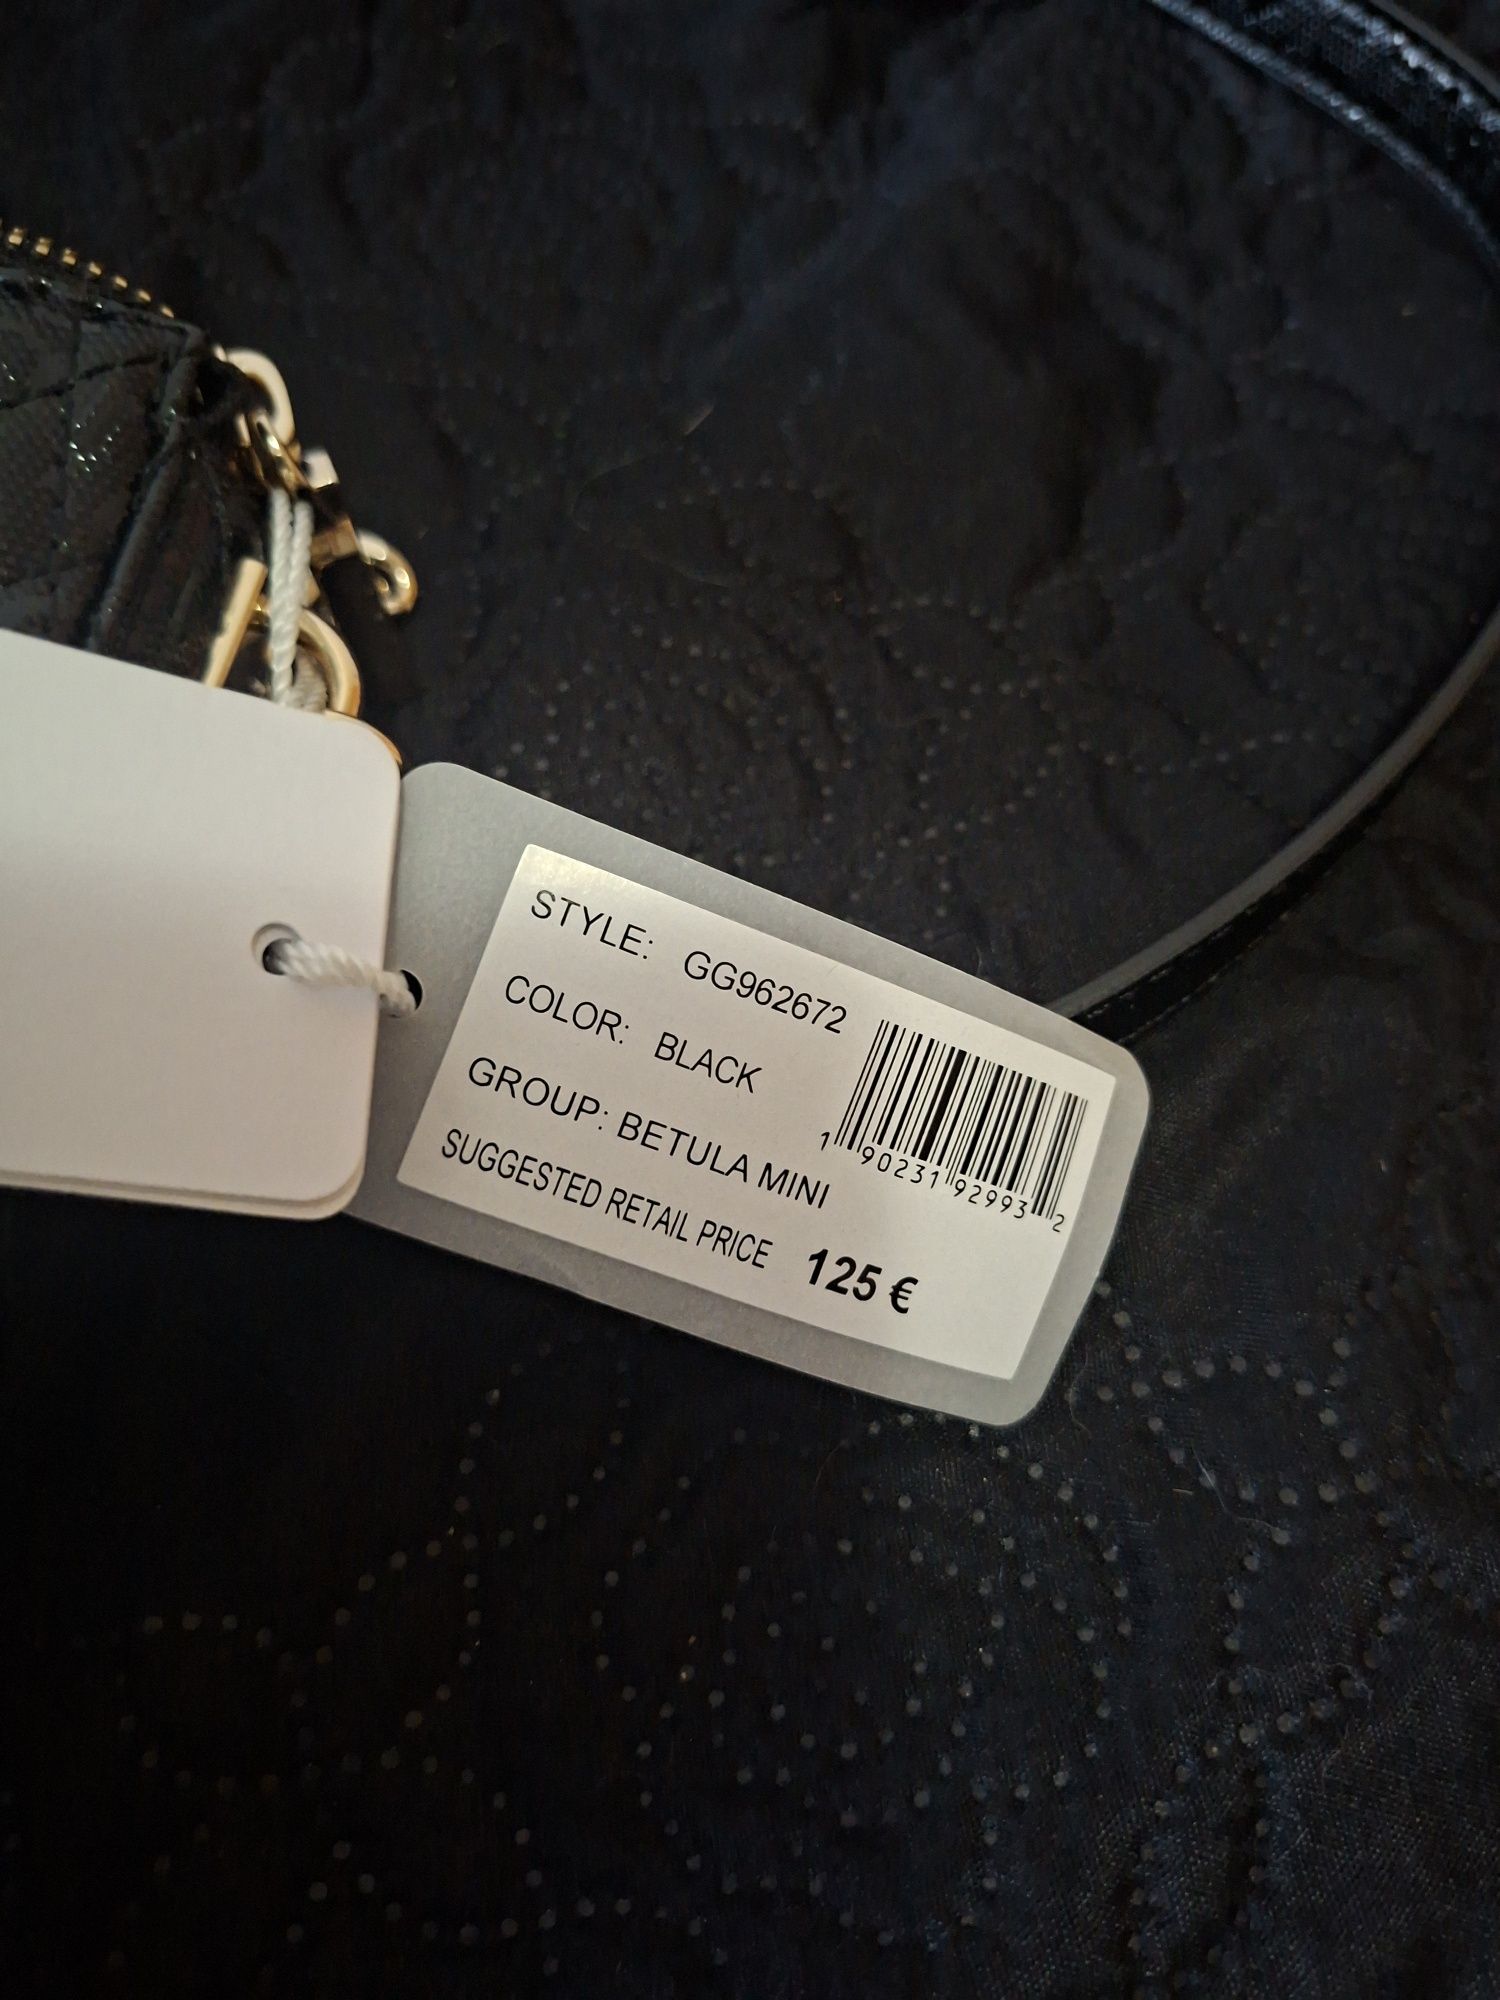 STYLE: GG962672
COLOR: BLACK
GROUP: BETULA MINI
SUGGESTED RETAIL PRICE 125 €
1 90231 92993 2